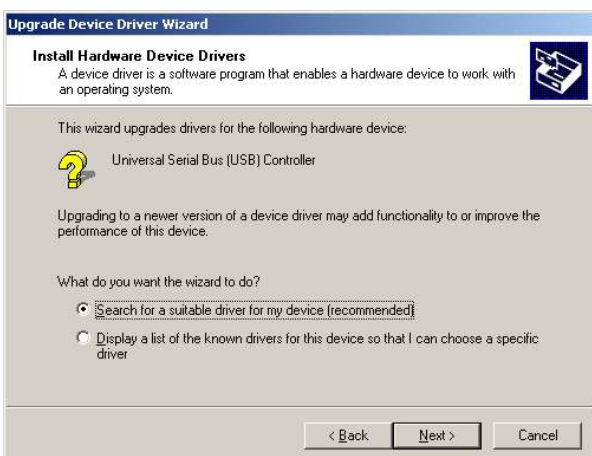 Upgrade Device Driver Wizard
Install Hardware Device Drivers
A device driver is a software program that enables a hardware device to work with
an operating system.
This wizard upgrades drivers for the following hardware device:
Universal Serial Bus (USB) Controller
Upgrading to a newer version of a device driver may add functionality to or improve the
performance of this device.
What do you want the wizard to do?
Search for a suitable driver for my device (recommended)
Display a list of the known drivers for this device so that I can choose a specific
driver
< Back Next > Cancel